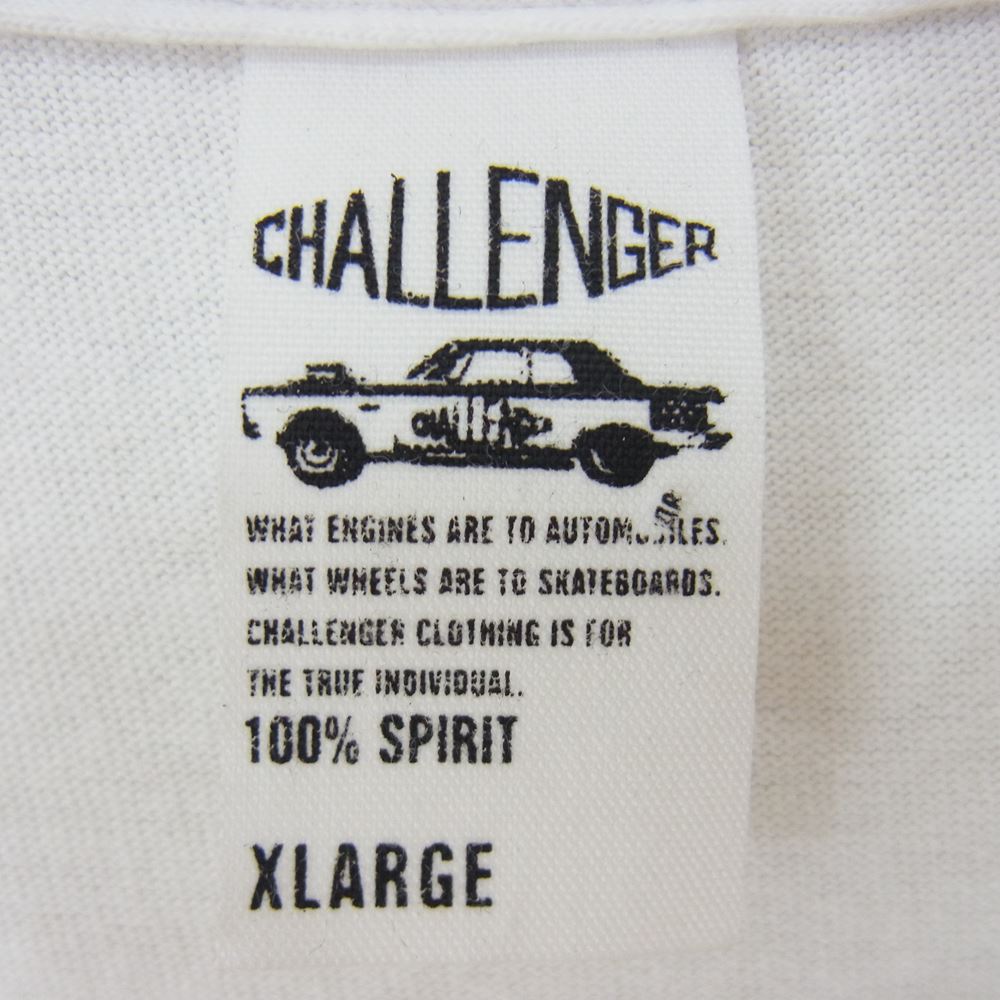 CHALLENGER
CHALLENGER
WHAT ENGINES ARE TO
WHAT WHEELS ARE TO SKATEBOARDS.
CHALLENGER CLOTHING IS FOR
THE TRUE INDIVIDUAL.
100% SPIRIT
XLARGE